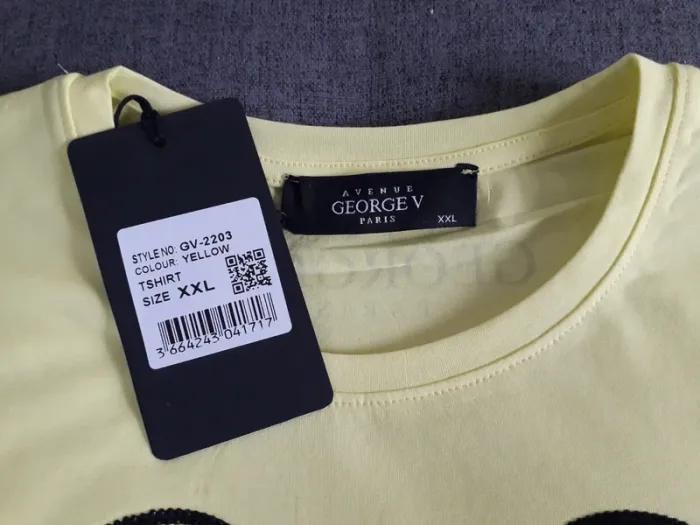 STYLE NO: GV-2203
COLOUR: YELLOW
TSHIRT
SIZE XXL
3 664243 041717
AVENUE
GEORGE V
PARIS
XXL